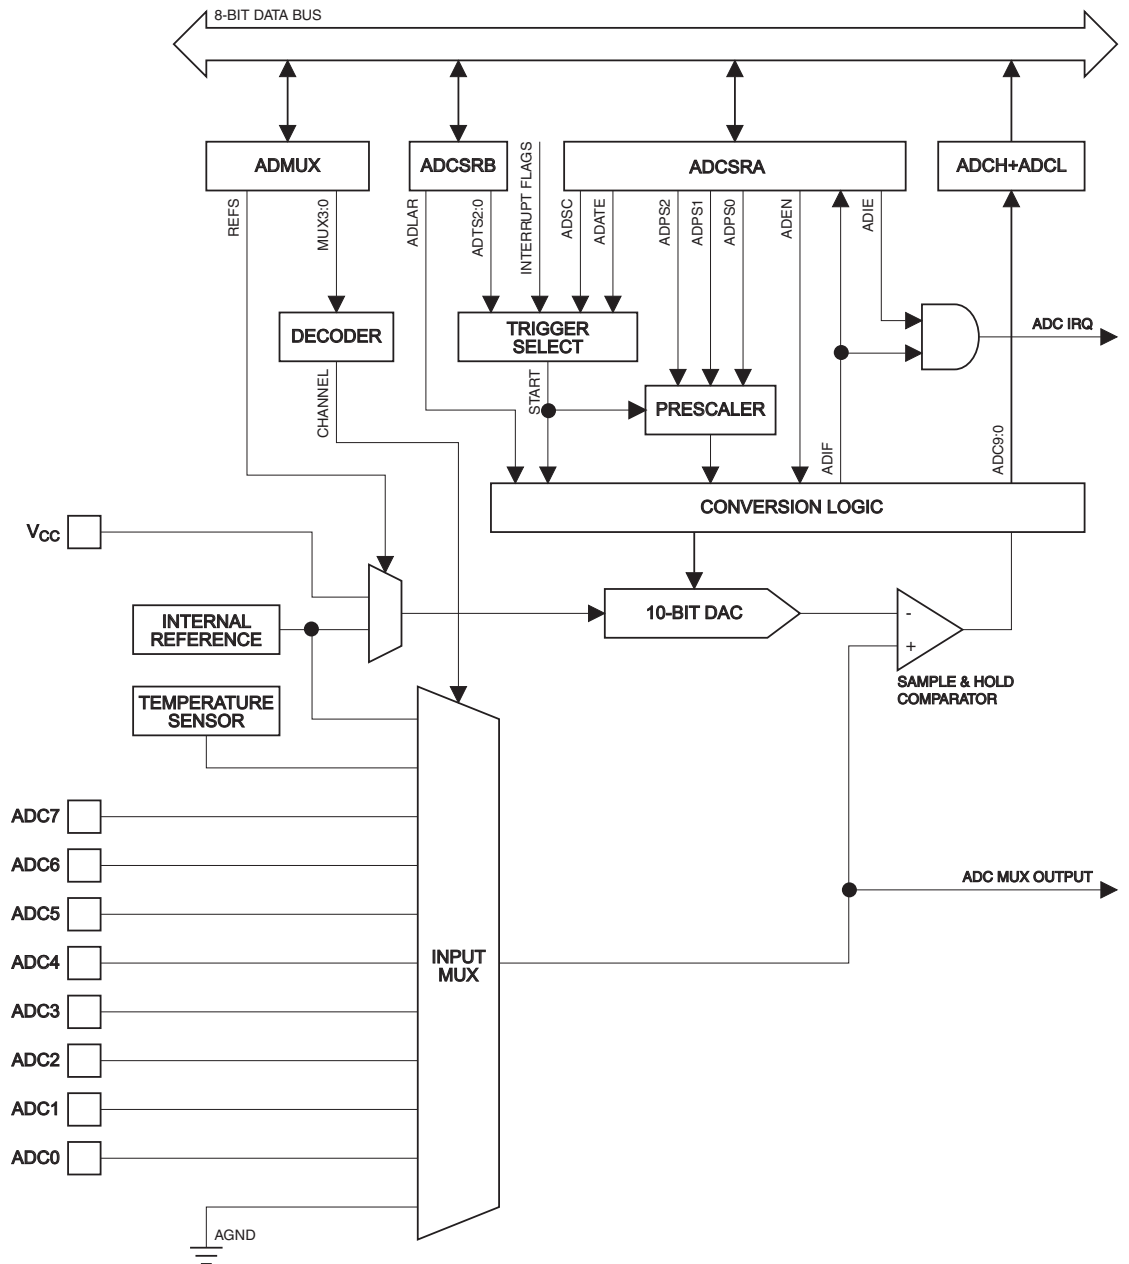 8-BIT DATA BUS
ADMUX
ADCSRB
ADCSRA
ADCH+ADCL
REFS
MUX3:0
ADLAR
ADTS2:0
INTERRUPT FLAGS
ADSC
ADATE
ADPS2
ADPS1
ADPS0
ADEN
ADIE
DECODER
TRIGGER
SELECT
ADC IRQ
CHANNEL
START
PRESCALER
ADIF
ADC9:0
CONVERSION LOGIC
VCC
INTERNAL
REFERENCE
10-BIT DAC
-
+
SAMPLE & HOLD
COMPARATOR
TEMPERATURE
SENSOR
ADC7
ADC6
ADC MUX OUTPUT
ADC5
ADC4
INPUT
MUX
ADC3
ADC2
ADC1
ADC0
AGND